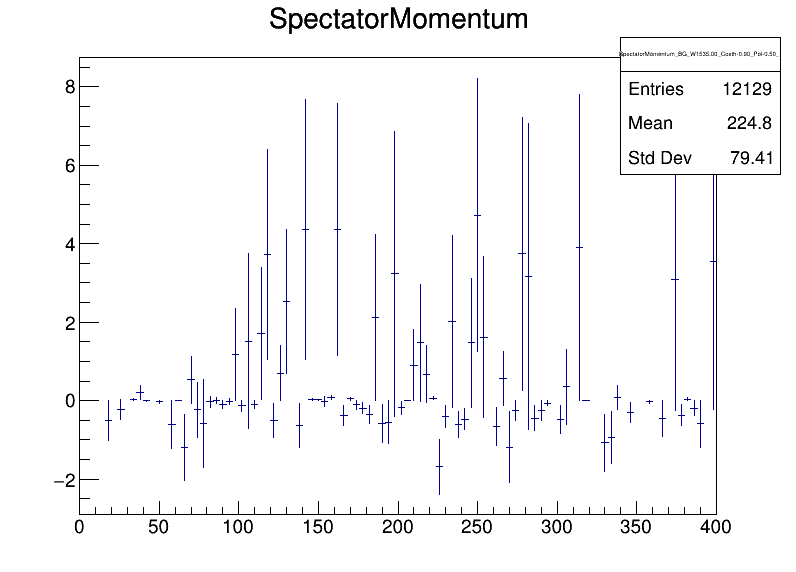 SpectatorMomentum
SpectatorMomentum_BG_W1535.00_Costh-0.90_Pol-0.50_
Entries 12129
Mean 224.8
Std Dev 79.41
8
6
4
2
0
−2
0 50 100 150 200 250 300 350 400